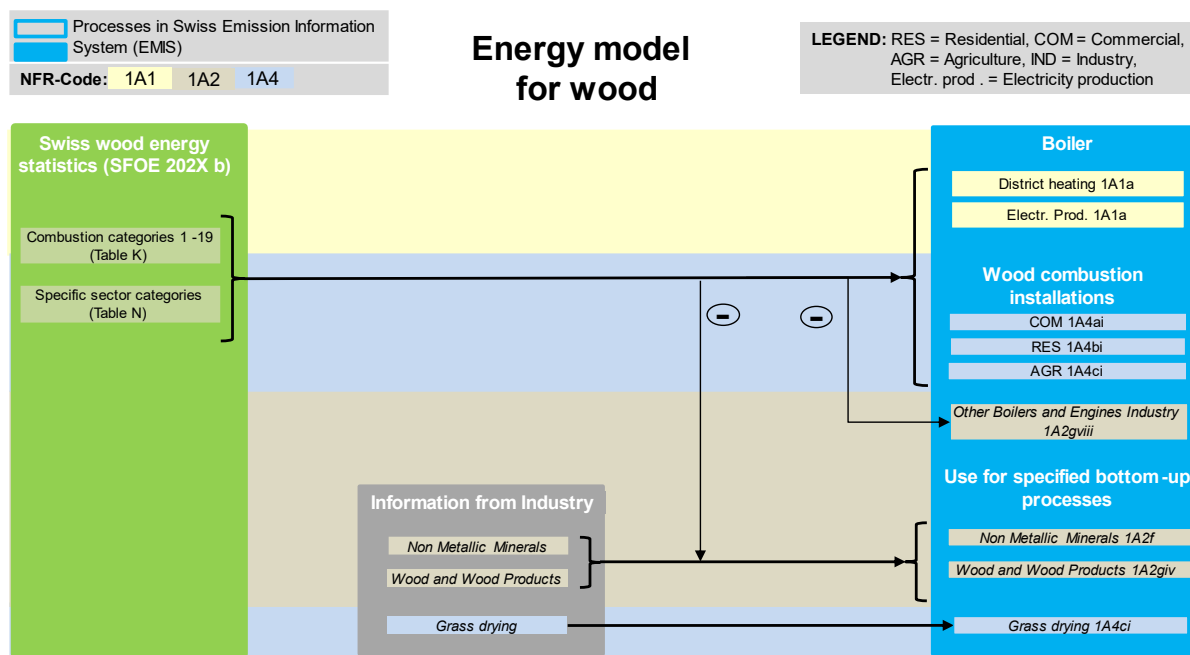 Processes in Swiss Emission Information
System (EMIS)
NFR-Code: 1A1 1A2 1A4
Energy model
for wood
LEGEND: RES = Residential, COM = Commercial,
AGR = Agriculture, IND = Industry,
Electr. prod . = Electricity production
Swiss wood energy
statistics (SFOE 202X b)
Combustion categories 1 -19
(Table K)
Specific sector categories
(Table N)
-
-
Information from Industry
Non Metallic Minerals
Wood and Wood Products
Grass drying
Boiler
District heating 1A1a
Electr. Prod. 1A1a
Wood combustion
installations
COM 1A4ai
RES 1A4bi
AGR 1A4ci
Other Boilers and Engines Industry
1A2gviii
Use for specified bottom-up
processes
Non Metallic Minerals 1A2f
Wood and Wood Products 1A2giv
Grass drying 1A4ci